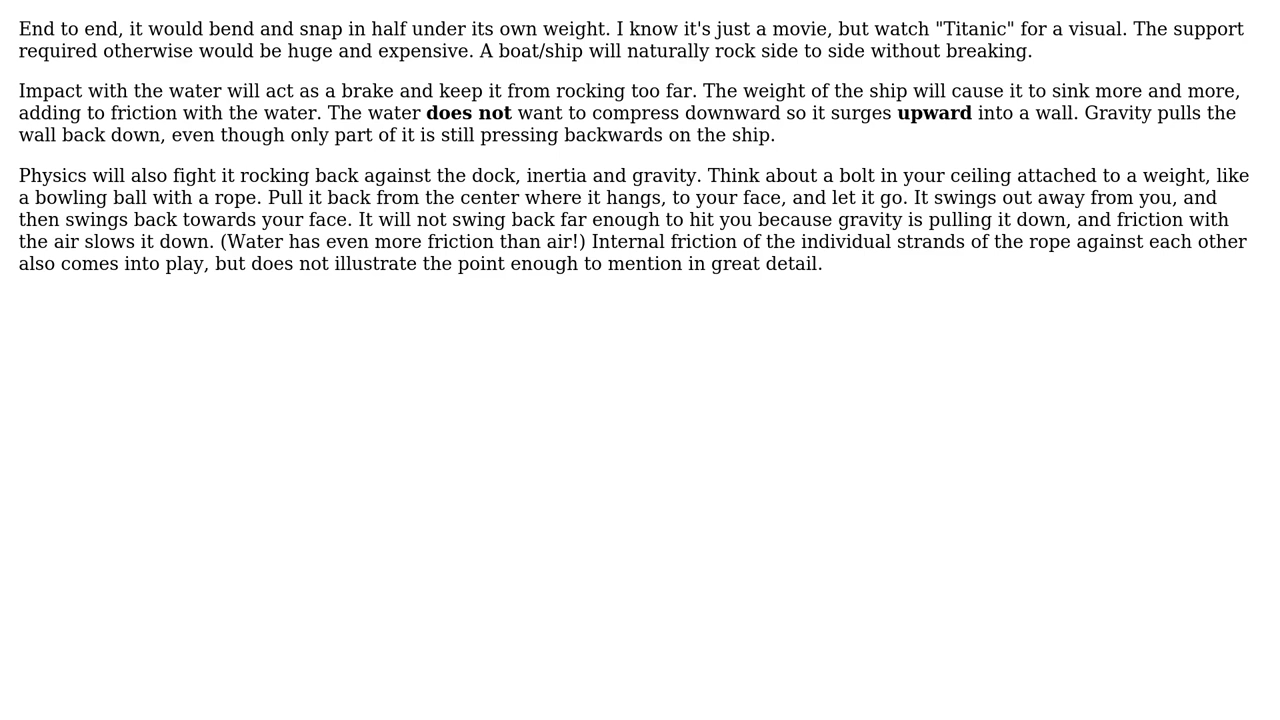 End to end, it would bend and snap in half under its own weight. I know it's just a movie, but watch "Titanic" for a visual. The support
required otherwise would be huge and expensive. A boat/ship will naturally rock side to side without breaking.
Impact with the water will act as a brake and keep it from rocking too far. The weight of the ship will cause it to sink more and more,
adding to friction with the water. The water does not want to compress downward so it surges upward into a wall. Gravity pulls the
wall back down, even though only part of it is still pressing backwards on the ship.
Physics will also fight it rocking back against the dock, inertia and gravity. Think about a bolt in your ceiling attached to a weight, like
a bowling ball with a rope. Pull it back from the center where it hangs, to your face, and let it go. It swings out away from you, and
then swings back towards your face. It will not swing back far enough to hit you because gravity is pulling it down, and friction with
the air slows it down. (Water has even more friction than air!) Internal friction of the individual strands of the rope against each other
also comes into play, but does not illustrate the point enough to mention in great detail.